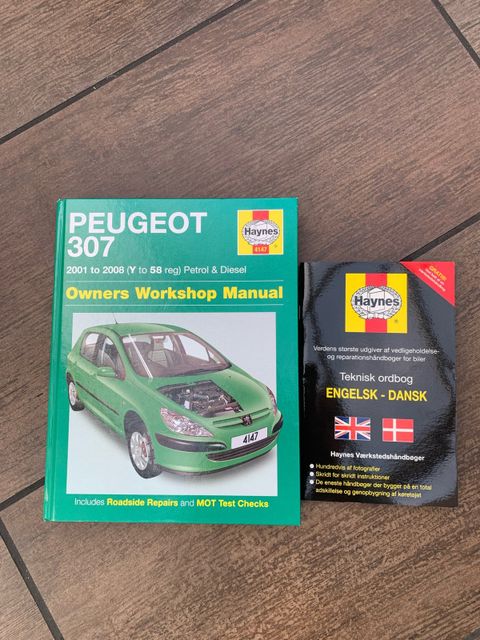 PEUGEOT
307
Haynes
4147
2001 to 2008 (Y to 58 reg) Petrol & Diesel
Owners Workshop Manual
4147
Includes Roadside Repairs and MOT Test Checks
GRATIS!
Haynes
Verdens største udgiver af vedligeholdelse-
og reparationshåndbøger for biler
Teknisk ordbog
ENGELSK - DANSK
Haynes Værkstedshåndbøger
• Hundredvis af fotografier
• Skridt for skridt instruktioner
• De eneste håndbøger der bygger på en total
adskillelse og genopbygning af køretøjet